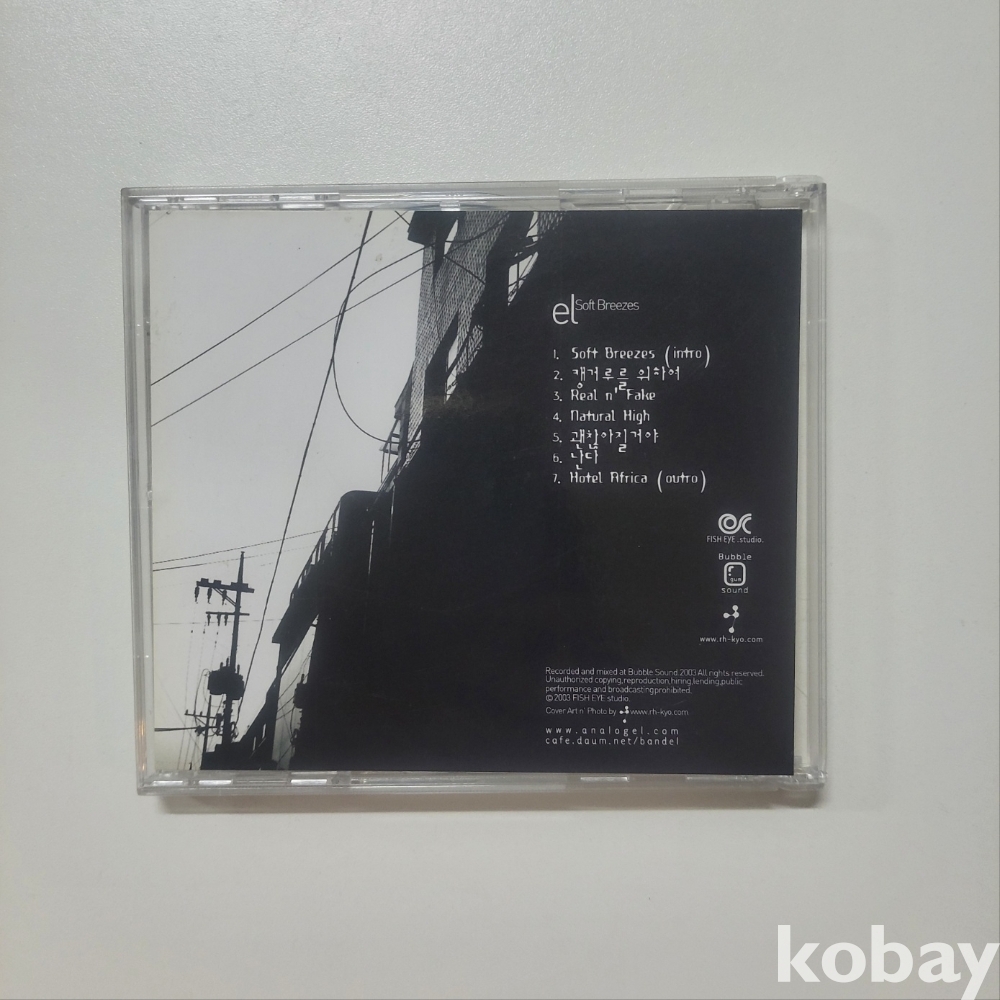 el Soft Breezes
1. Soft Breezes (intro)
2. 캥거루를 위하여
3. Real n' Fake
4. Natural High
5. 괜찮아질거야
6. 난다
7. Hotel Africa (outro)
FISH EYE .studio.
Bubble
gum
sound
www.rh-kyo.com
Recorded and mixed at Bubble Sound 2003 All rights reserved.
Unauthorized copying,reproduction,hiring,lending,public
performance and broadcasting prohibited.
© 2003 FISH EYE studio.
Cover Art n' Photo by www.rh-kyo.com.
www.analogel.com
cafe.daum.net/bandel
kobay